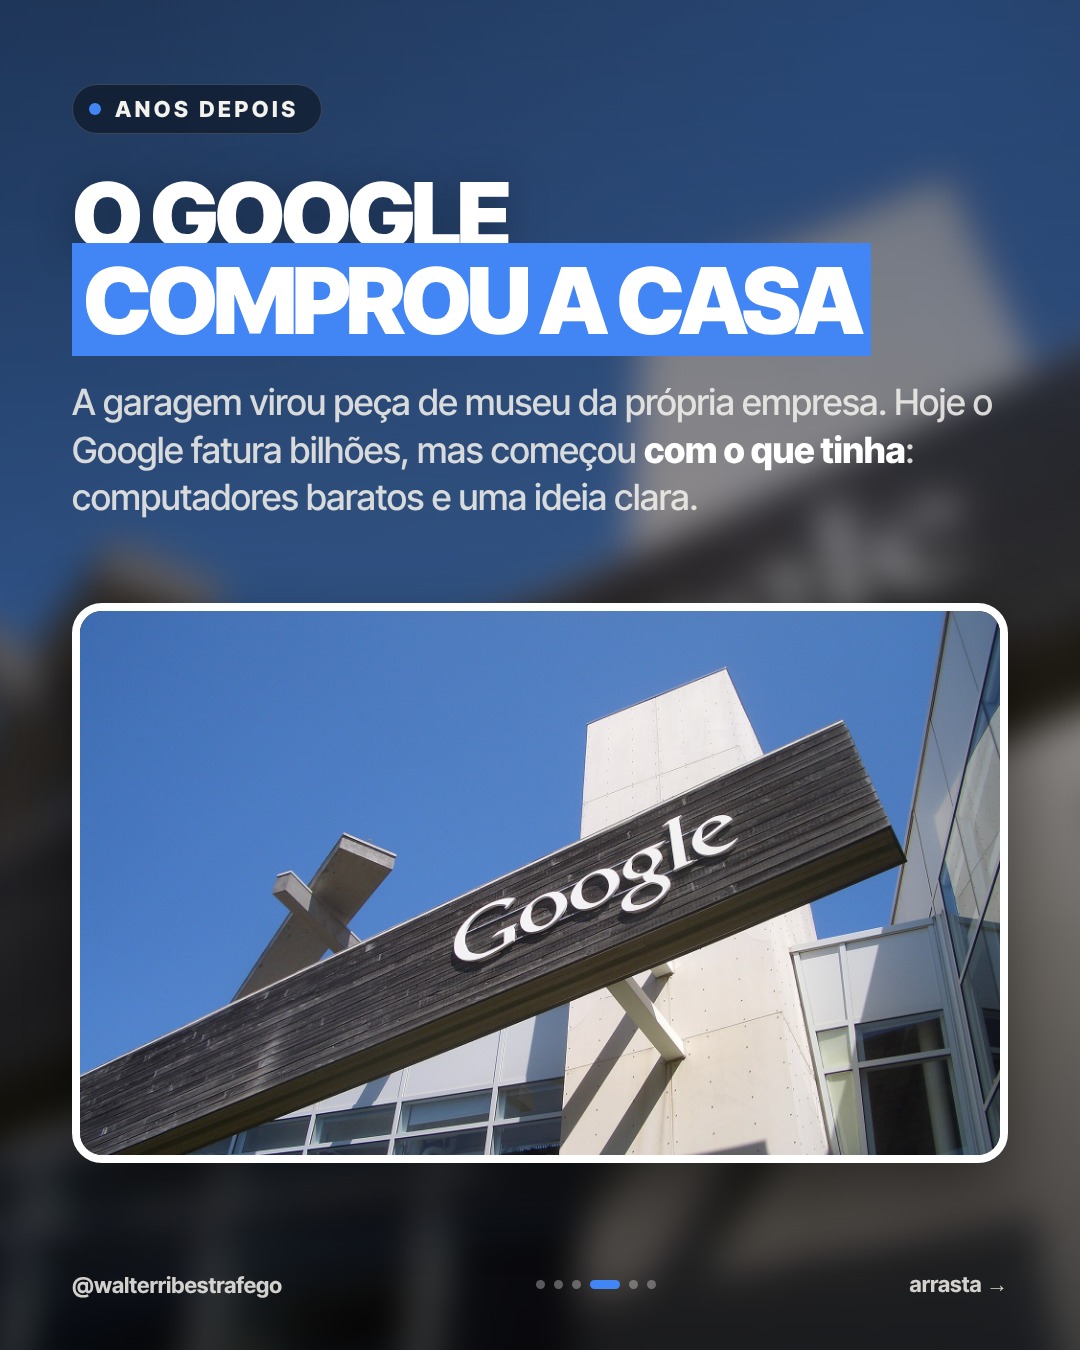 ANOS DEPOIS
O GOOGLE
COMPROU A CASA
A garagem virou peça de museu da própria empresa. Hoje o
Google fatura bilhões, mas começou com o que tinha:
computadores baratos e uma ideia clara.
Google
@walterribestrafego
arrasta →